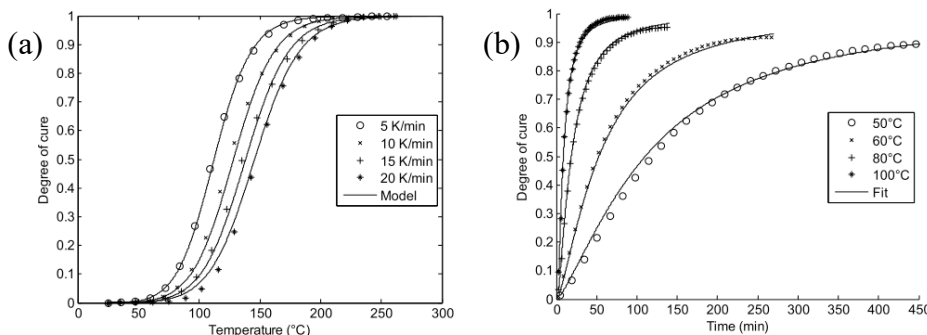 (a)
Degree of cure
1
0.9
0.8
0.7
0.6
0.5
0.4
0.3
0.2
0.1
0
0 50 100 150 200 250 300
Temperature (°C)
5 K/min
10 K/min
15 K/min
20 K/min
Model
(b)
Degree of cure
1
0.9
0.8
0.7
0.6
0.5
0.4
0.3
0.2
0.1
0
0 50 100 150 200 250 300 350 400 450
Time (min)
50°C
60°C
80°C
100°C
Fit